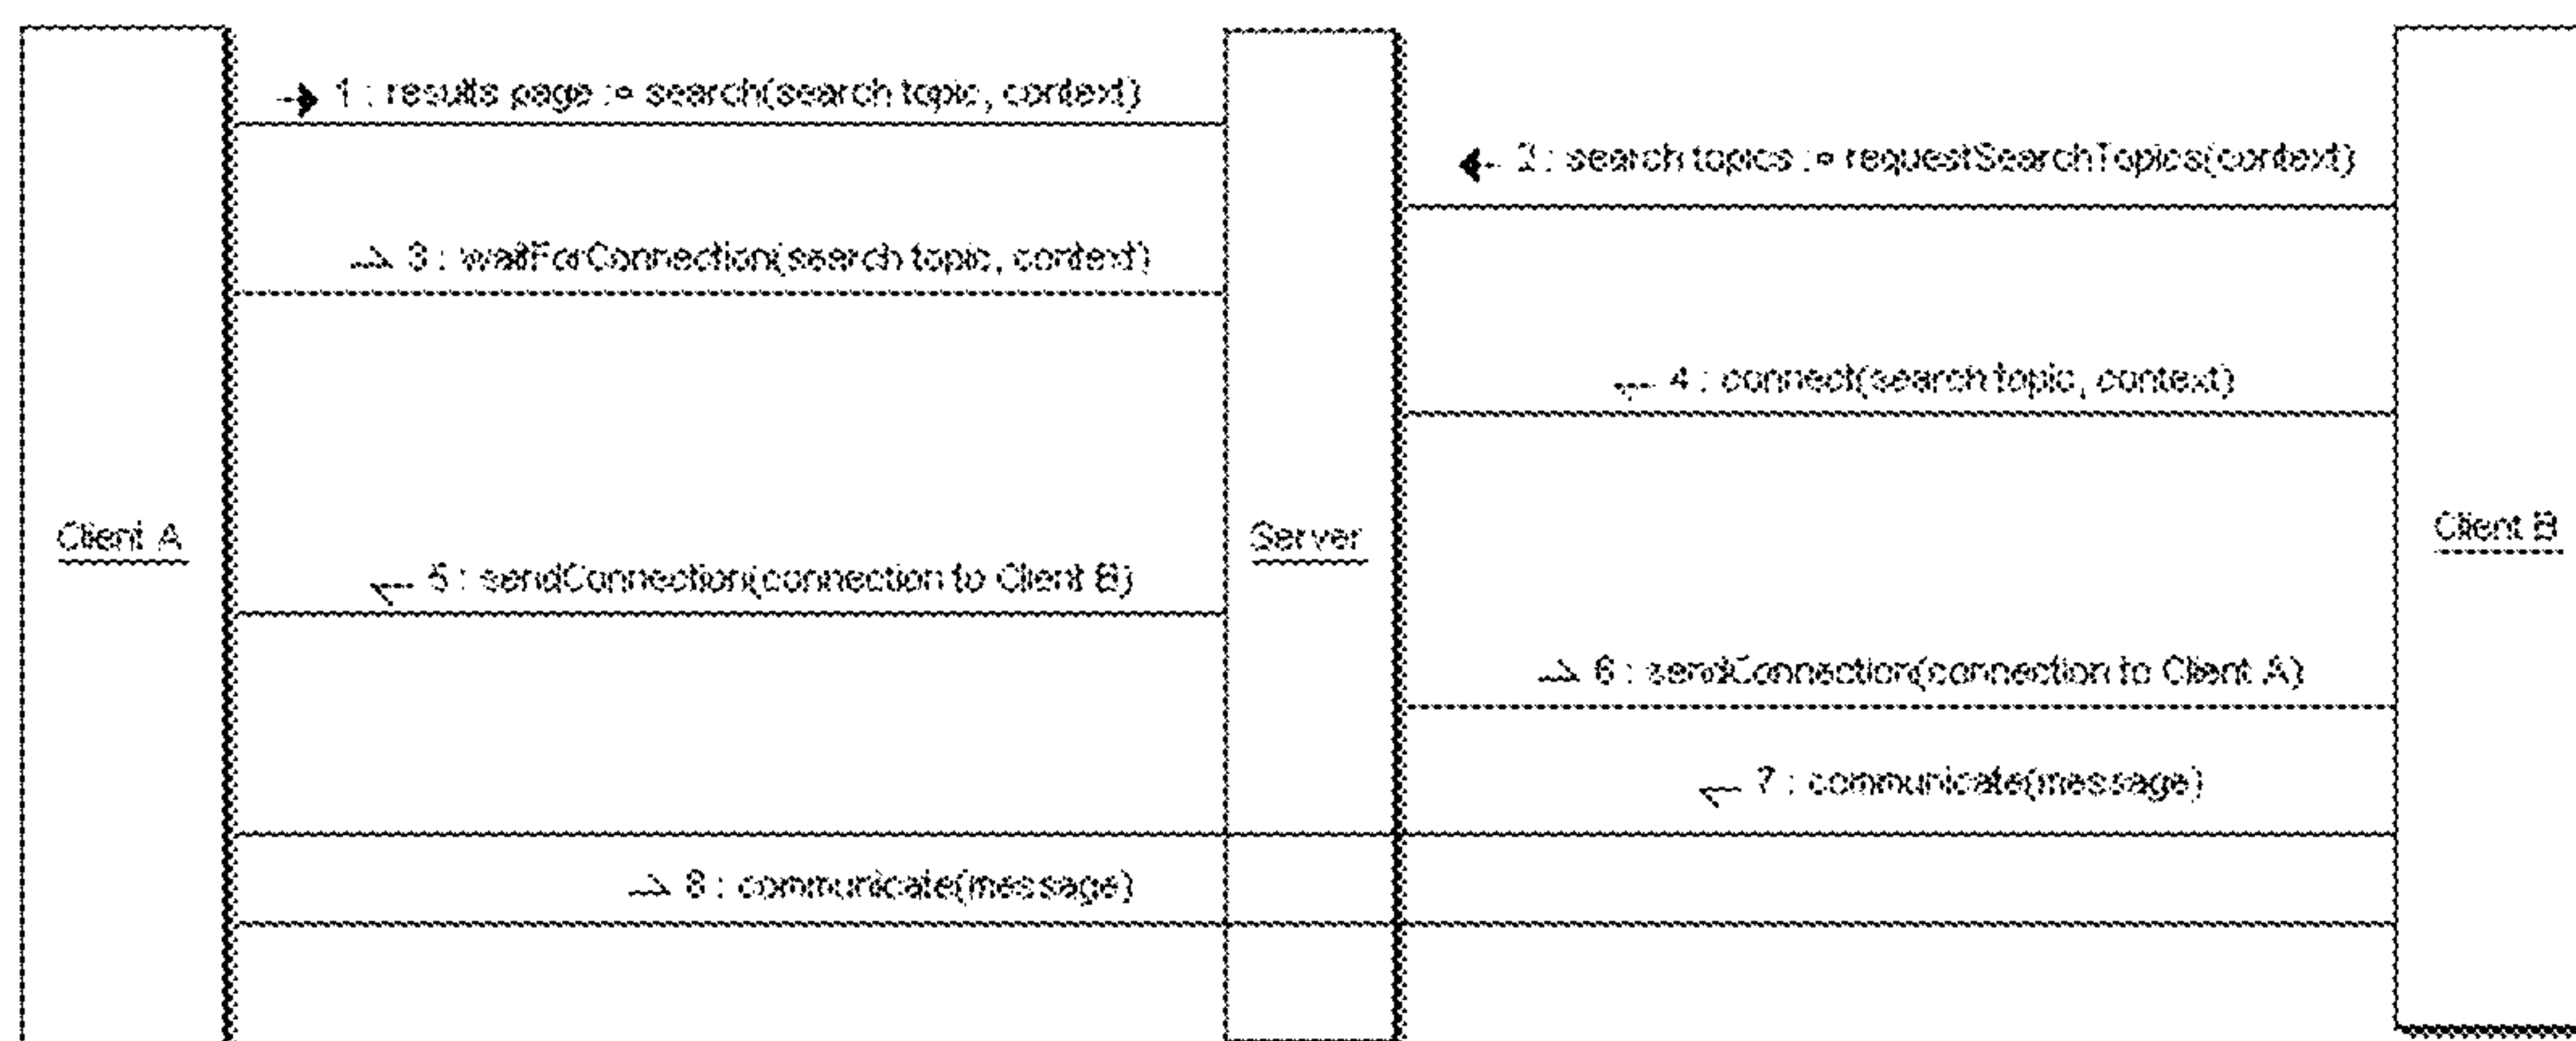 1 : results page := search(search topic, context)
2 : search topics := requestSearchTopics(context)
3 : waitForConnection(search topic, context)
4 : connect(search topic, context)
Client A
Server
Client B
5 : sendConnection(connection to Client B)
6 : sendConnection(connection to Client A)
7 : communicate(message)
8 : communicate(message)